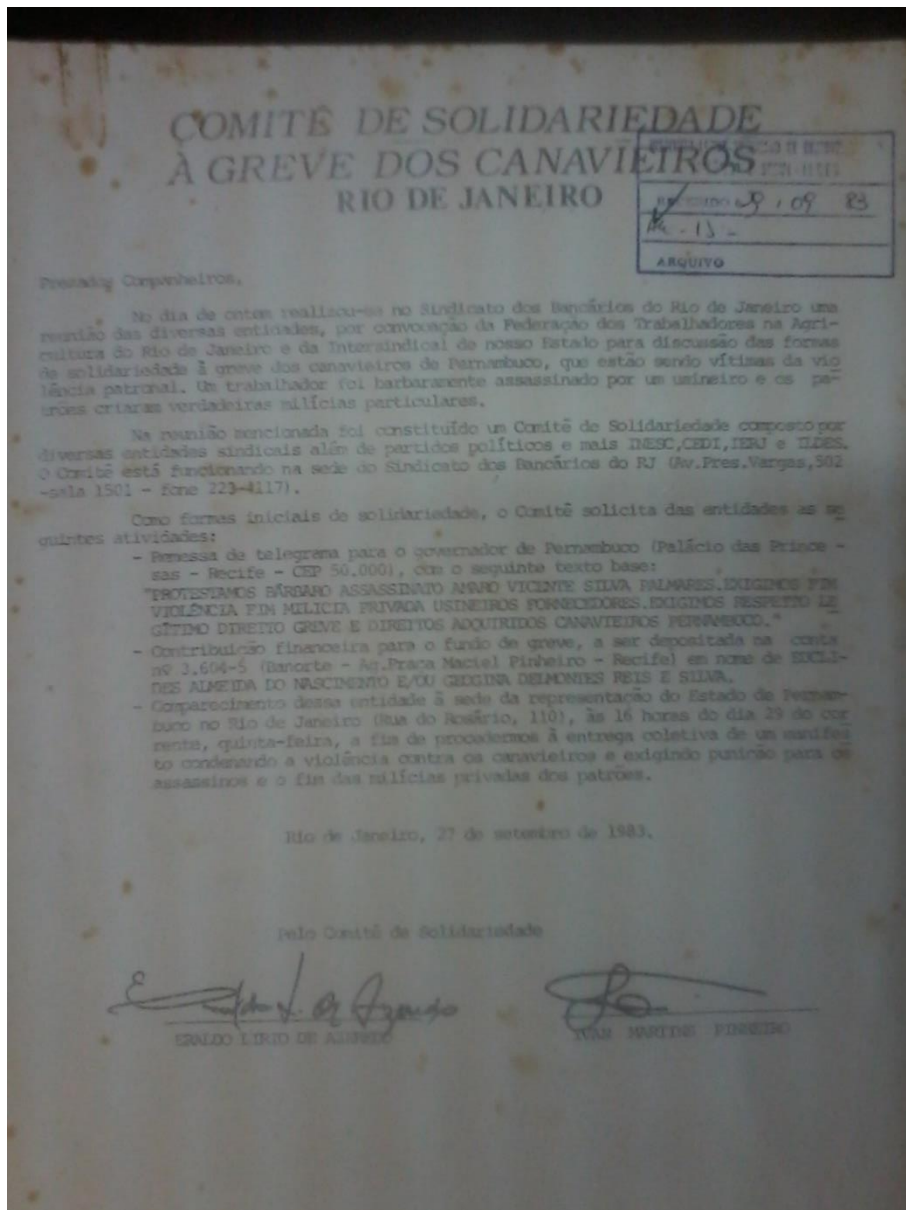 COMITÊ DE SOLIDARIEDADE
À GREVE DOS CANAVIEIROS
RIO DE JANEIRO
09 83
ARQUIVO
Prezados Companheiros,
No dia de ontem realizou-se no Sindicato dos Bancários do Rio de Janeiro uma
reunião das diversas entidades, por convocação da Federação dos Trabalhadores na Agri-
cultura do Rio de Janeiro e da Intersindical de nosso Estado para discussão das formas
de solidariedade à greve dos canavieiros de Pernambuco, que estão sendo vítimas da vio
lência patronal. Um trabalhador foi barbaramente assassinado por um usineiro e os pa-
trões criaram verdadeiras milícias particulares.
Na reunião mencionada foi constituído um Comitê de Solidariedade composto por
diversas entidades sindicais além de partidos políticos e mais INESC,CEDI,IERJ e ILDES.
O Comitê está funcionando na sede do Sindicato dos Bancários do RJ (Av.Pres.Vargas,502
-sala 1501 - fone 223-4117).
Como formas iniciais de solidariedade, o Comitê solicita das entidades as se
guintes atividades:
- Remessa de telegrama para o governador de Pernambuco (Palácio das Prince -
sas - Recife - CEP 50.000), com o seguinte texto base:
"PROTESTAMOS BÁRBARO ASSASSINATO AMARO VICENTE SILVA PALMARES.EXIGIMOS FIM
VIOLÊNCIA FIM MILICIA PRIVADA USINEIROS FORNECEDORES.EXIGIMOS RESPEITO LE
GÍTIMO DIREITO GREVE E DIREITOS ADQUIRIDOS CANAVIEIROS PERNAMBUCO."
- Contribuição financeira para o fundo de greve, a ser depositada na conta
nº 3.604-5 (Banorte - Ag.Praça Maciel Pinheiro - Recife) em nome de EUCLI-
DES ALMEIDA DO NASCIMENTO E/OU GEOGINA DELMONTES REIS E SILVA.
- Comparecimento dessa entidade à sede da representação do Estado de Pernam-
buco no Rio de Janeiro (Rua do Rosário, 110), às 16 horas do dia 29 do cor
rente, quinta-feira, a fim de procedermos à entrega coletiva de um manifes
to condenando a violência contra os canavieiros e exigindo punição para os
assassinos e o fim das milícias privadas dos patrões.
Rio de Janeiro, 27 de setembro de 1983.
Pelo Comitê de Solidariedade
ERALDO LIRIO DE AZEREDO
IVAN MARTINS PINHEIRO